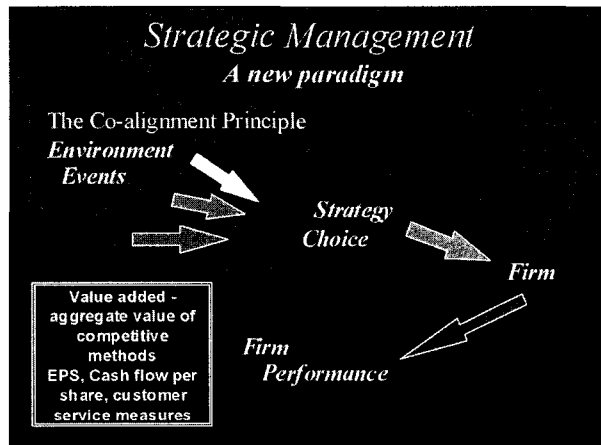 Strategic Management
A new paradigm
The Co-alignment Principle
Environment
Events
Strategy
Choice
Firm
Value added -
aggregate value of
competitive
methods
EPS, Cash flow per
share, customer
service measures
Firm
Performance